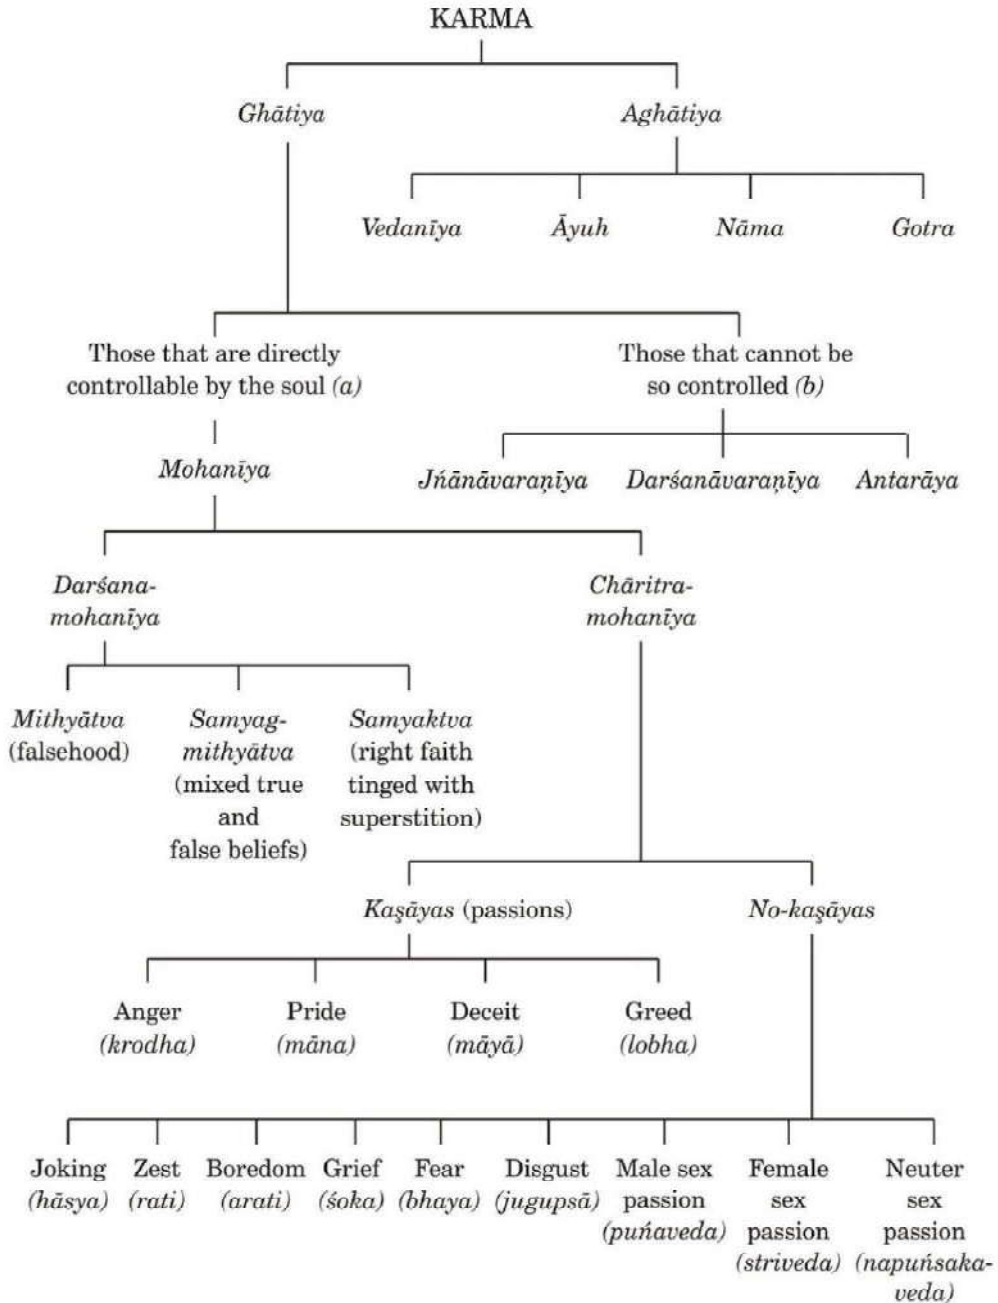 KARMA
Ghātiya
Aghātiya
Vedanīya
Āyuh
Nāma
Gotra
Those that are directly
controllable by the soul (a)
Those that cannot be
so controlled (b)
Mohanīya
Jńānāvaraṇīya
Darśanāvaraṇīya
Antarāya
Darśana-
mohanīya
Chāritra-
mohanīya
Mithyātva
(falsehood)
Samyag-
mithyātva
(mixed true
and
false beliefs)
Samyaktva
(right faith
tinged with
superstition)
Kaşāyas (passions)
No-kaşāyas
Anger
(krodha)
Pride
(māna)
Deceit
(māyā)
Greed
(lobha)
Joking
(hāsya)
Zest
(rati)
Boredom
(arati)
Grief
(śoka)
Fear
(bhaya)
Disgust
(jugupsā)
Male sex
passion
(puńaveda)
Female
sex
passion
(striveda)
Neuter
sex
passion
(napuńsaka-
veda)